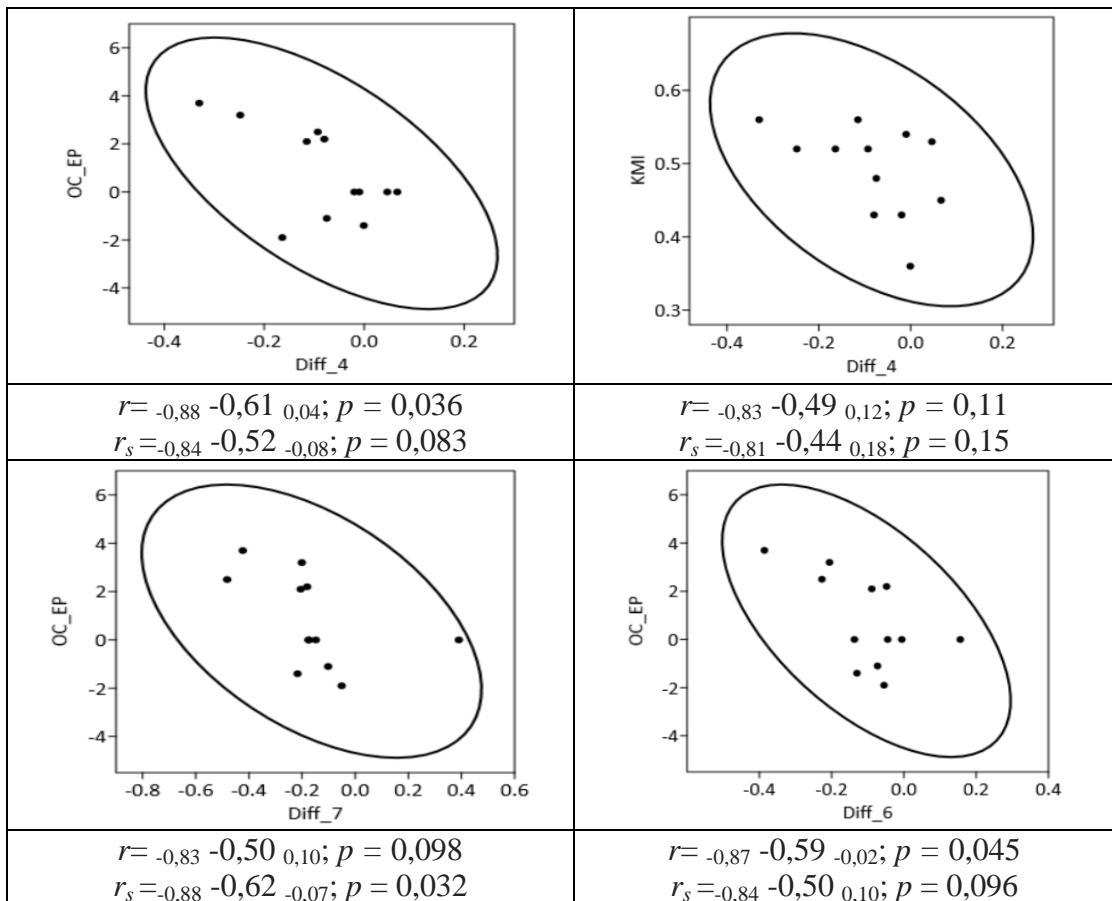 OC_EP
6
4
2
0
-2
-4
-0.4 -0.2 0.0 0.2
Diff_4
KMI
0.6
0.5
0.4
0.3
-0.4 -0.2 0.0 0.2
Diff_4
r= -0,88 -0,61 0,04; p = 0,036
rs =-0,84 -0,52 -0,08; p = 0,083
r= -0,83 -0,49 0,12; p = 0,11
rs =-0,81 -0,44 0,18; p = 0,15
OC_EP
6
4
2
0
-2
-4
-0.8 -0.6 -0.4 -0.2 0.0 0.2 0.4 0.6
Diff_7
OC_EP
6
4
2
0
-2
-4
-0.4 -0.2 0.0 0.2 0.4
Diff_6
r= -0,83 -0,50 0,10; p = 0,098
rs =-0,88 -0,62 -0,07; p = 0,032
r= -0,87 -0,59 -0,02; p = 0,045
rs =-0,84 -0,50 0,10; p = 0,096